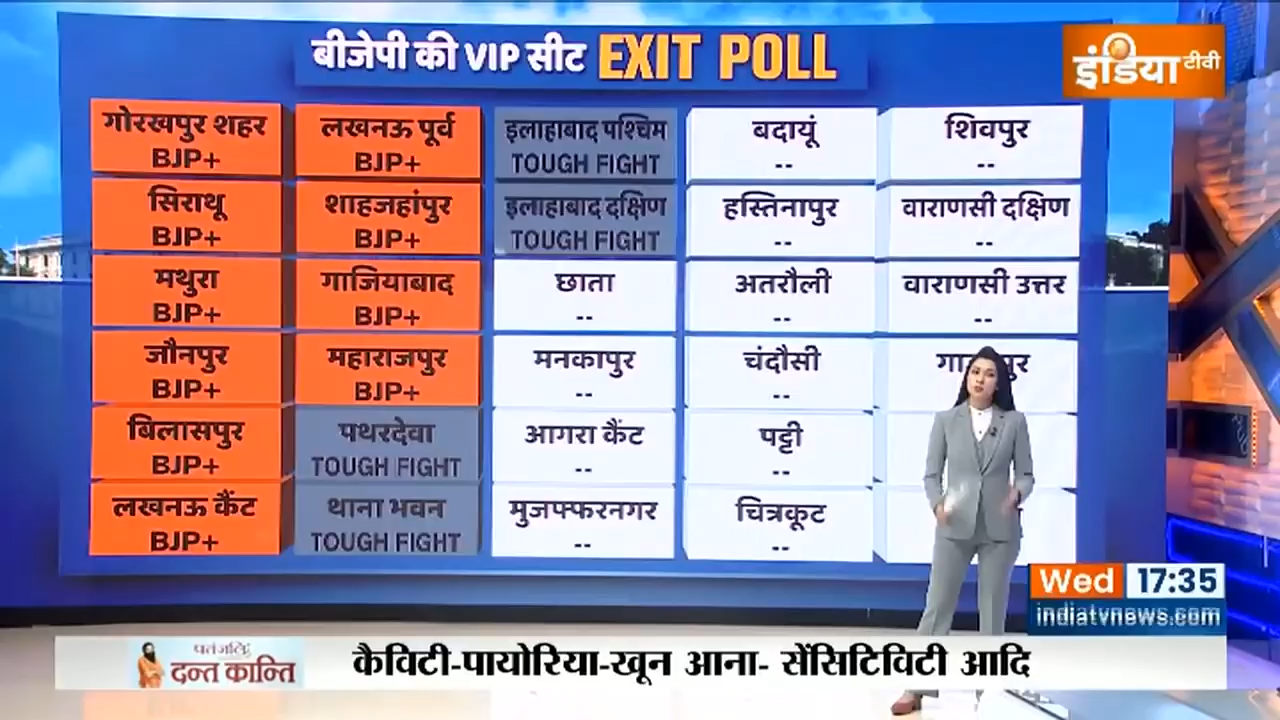 बीजेपी की VIP सीट EXIT POLL
इंडिया टीवी
गोरखपुर शहर
BJP+
लखनऊ पूर्व
BJP+
इलाहाबाद पश्चिम
TOUGH FIGHT
बदायूं
--
शिवपुर
--
सिराथू
BJP+
शाहजहांपुर
BJP+
इलाहाबाद दक्षिण
TOUGH FIGHT
हस्तिनापुर
--
वाराणसी दक्षिण
--
मथुरा
BJP+
गाजियाबाद
BJP+
छाता
--
अतरौली
--
वाराणसी उत्तर
--
जौनपुर
BJP+
महाराजपुर
BJP+
मनकापुर
--
चंदौसी
--
बिलासपुर
BJP+
पथरदेवा
TOUGH FIGHT
आगरा कैंट
--
पट्टी
--
लखनऊ कैंट
BJP+
थाना भवन
TOUGH FIGHT
मुजफ्फरनगर
--
चित्रकूट
--
Wed 17:35
indiatvnews.com
पतंजलि
दन्त कान्ति
कैविटी-पायोरिया-खून आना- सेंसिटिविटी आदि